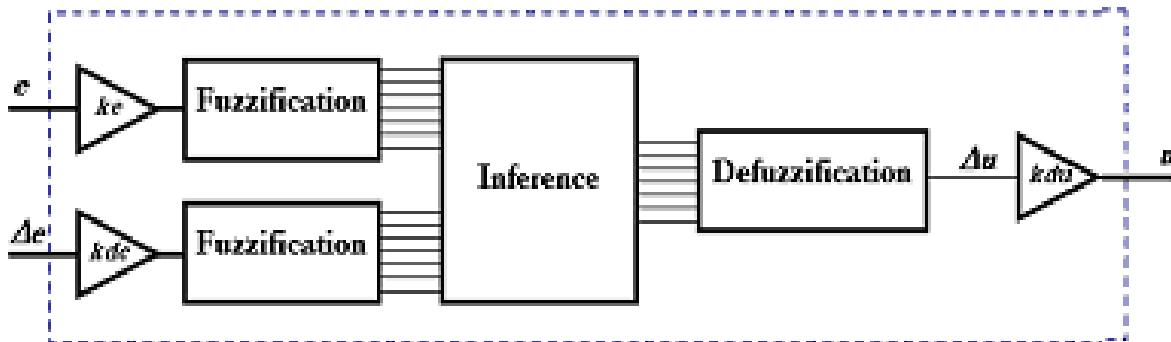 e
ke
Fuzzification
Δe
kde
Fuzzification
Inference
Defuzzification
Δu
kdu